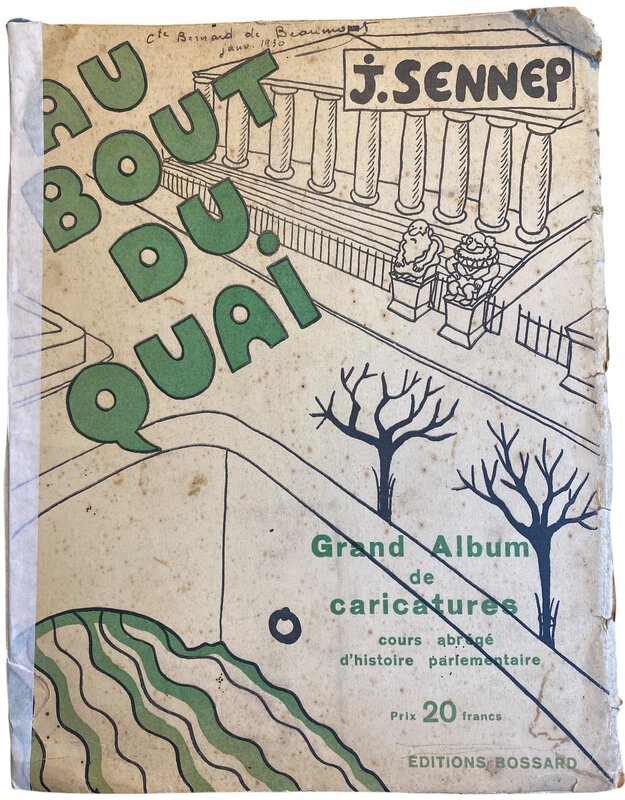 Cte Bernard de Beaumont
janv. 1930
J. SENNEP
AU
BOUT
DU
QUAI
Grand Album
de
caricatures
cours abrégé
d'histoire parlementaire
Prix 20 francs
EDITIONS BOSSARD